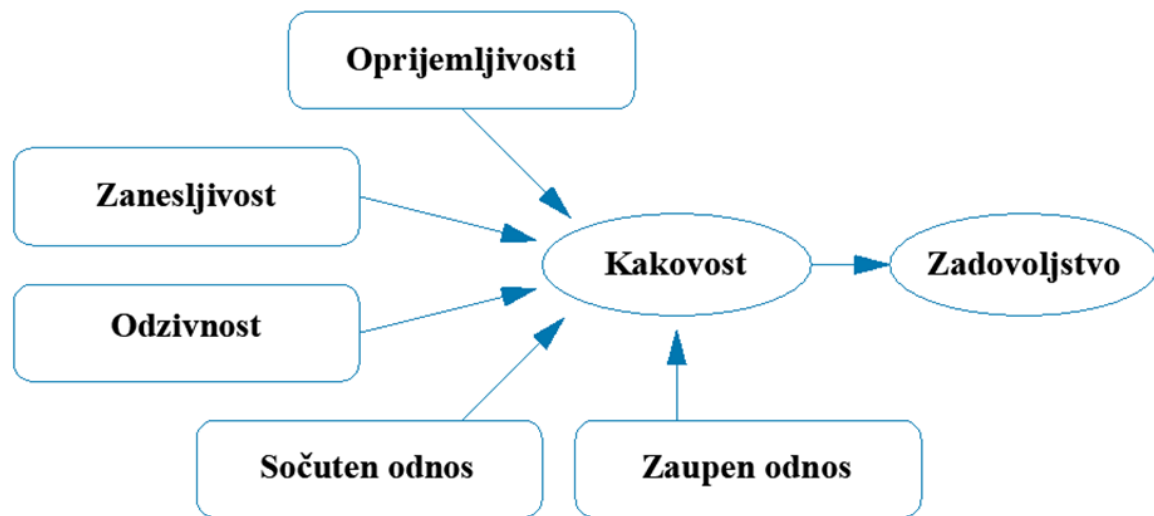 Oprijemljivosti
Zanesljivost
Kakovost
Zadovoljstvo
Odzivnost
Sočuten odnos
Zaupen odnos